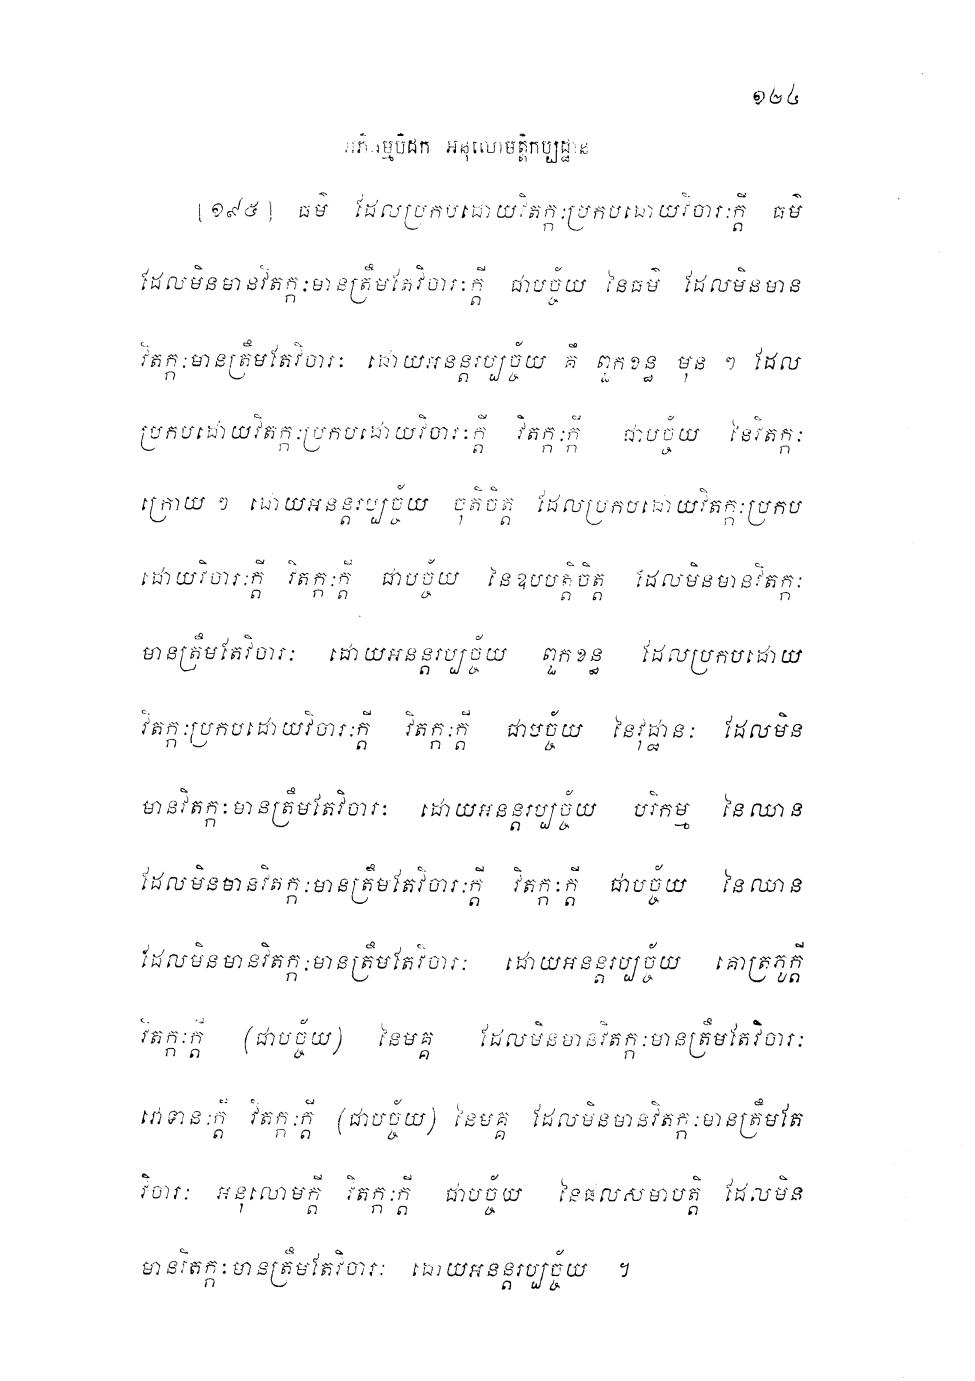 ១២៤
អភិធម្មបិដក អនុលោមត្តិកប្បដ្ឋាន
[១៩៥] ធម៌ ដែលប្រកបដោយវិតក្កៈប្រកបដោយវិចារៈក្តី ធម៌
ដែលមិនមានវិតក្កៈមានត្រឹមតែវិចារៈក្តី ជាបច្ច័យ នៃធម៌ ដែលមិនមាន
វិតក្កៈមានត្រឹមតែវិចារៈ ដោយអនន្តរប្បច្ច័យ គឺ ពួកខន្ធ មុន ៗ ដែល
ប្រកបដោយវិតក្កៈប្រកបដោយវិចារៈក្តី វិតក្កៈក្តី ជាបច្ច័យ នៃវិតក្កៈ
ក្រោយ ៗ ដោយអនន្តរប្បច្ច័យ ចុតិចិត្ត ដែលប្រកបដោយវិតក្កៈប្រកប
ដោយវិចារៈក្តី វិតក្កៈក្តី ជាបច្ច័យ នៃឧបបត្តិចិត្ត ដែលមិនមានវិតក្កៈ
មានត្រឹមតែវិចារៈ ដោយអនន្តរប្បច្ច័យ ពួកខន្ធ ដែលប្រកបដោយ
វិតក្កៈប្រកបដោយវិចារៈក្តី វិតក្កៈក្តី ជាបច្ច័យ នៃវុដ្ឋានៈ ដែលមិន
មានវិតក្កៈមានត្រឹមតែវិចារៈ ដោយអនន្តរប្បច្ច័យ បរិកម្ម នៃឈាន
ដែលមិនមានវិតក្កៈមានត្រឹមតែវិចារៈក្តី វិតក្កៈក្តី ជាបច្ច័យ នៃឈាន
ដែលមិនមានវិតក្កៈមានត្រឹមតែវិចារៈ ដោយអនន្តរប្បច្ច័យ គោត្រភូក្តី
វិតក្កៈក្តី (ជាបច្ច័យ) នៃមគ្គ ដែលមិនមានវិតក្កៈមានត្រឹមតែវិចារៈ
វោទានៈក្តី វិតក្កៈក្តី (ជាបច្ច័យ) នៃមគ្គ ដែលមិនមានវិតក្កៈមានត្រឹមតែ
វិចារៈ អនុលោមក្តី វិតក្កៈក្តី ជាបច្ច័យ នៃផលសមាបត្តិ ដែលមិន
មានវិតក្កៈមានត្រឹមតែវិចារៈ ដោយអនន្តរប្បច្ច័យ ។